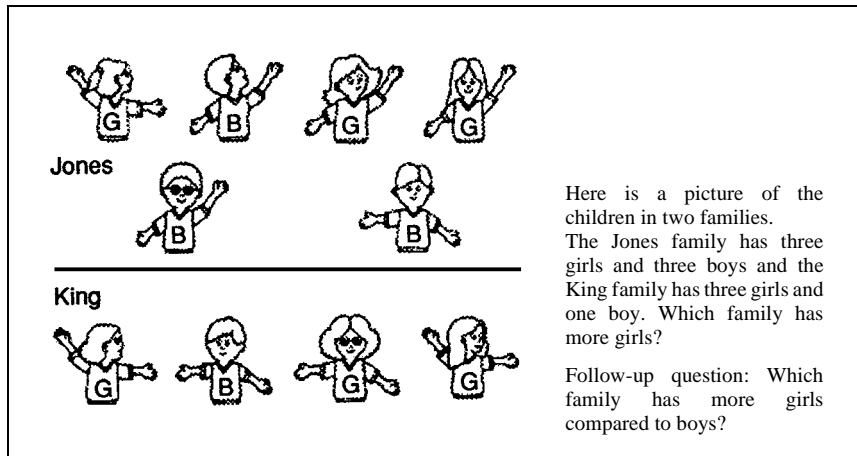 G B G G
Jones
B B
King
G B G G
Here is a picture of the
children in two families.
The Jones family has three
girls and three boys and the
King family has three girls and
one boy. Which family has
more girls?
Follow-up question: Which
family has more girls
compared to boys?